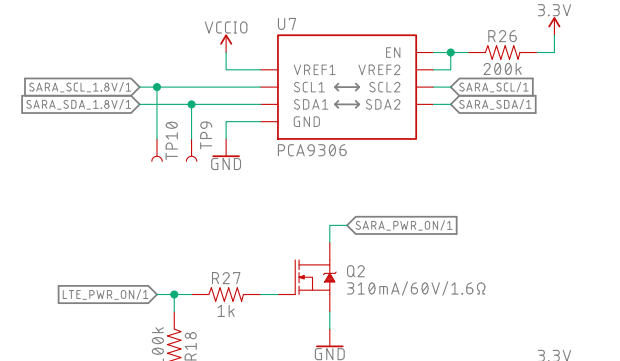 3.3V
VCCIO
U7
R26
EN
200k
VREF1
VREF2
SARA_SCL_1.8V/1
SCL1
SCL2
SARA_SCL/1
SARA_SDA_1.8V/1
SDA1
SDA2
SARA_SDA/1
GND
TP10
TP9
GND
PCA9306
SARA_PWR_ON/1
R27
Q2
310mA/60V/1.6Ω
LTE_PWR_ON/1
1k
R18
GND
3.3V